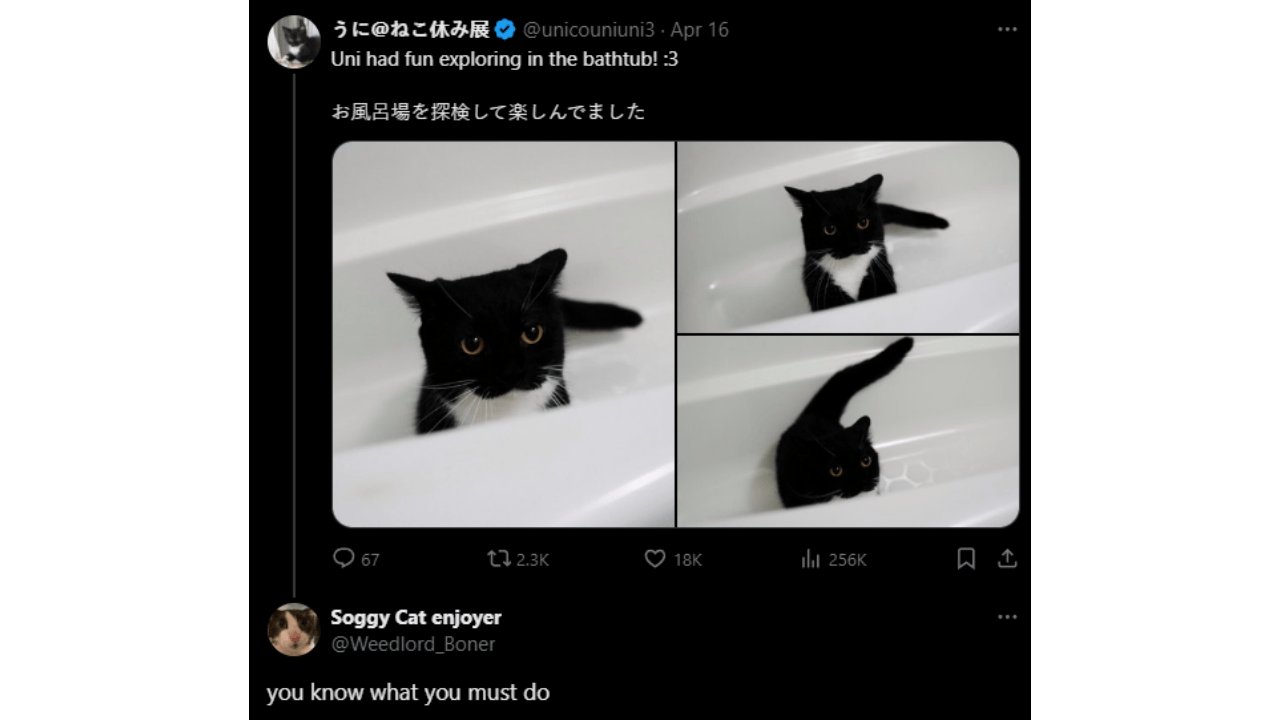 うに@ねこ休み展 @unicouniuni3 · Apr 16
Uni had fun exploring in the bathtub! :3
お風呂場を探検して楽しんでました
67 2.3K 18K 256K
Soggy Cat enjoyer
@Weedlord_Boner
you know what you must do